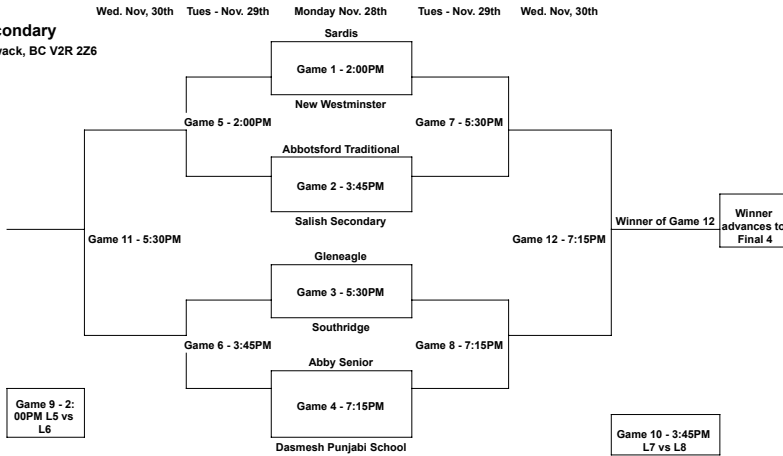 Wed. Nov, 30th Tues - Nov. 29th Monday Nov. 28th Tues - Nov. 29th Wed. Nov, 30th
Sardis
Game 1 - 2:00PM
New Westminster
Game 5 - 2:00PM
Game 7 - 5:30PM
Abbotsford Traditional
Game 2 - 3:45PM
Salish Secondary
Winner of Game 12
Winner
advances to
Final 4
Game 11 - 5:30PM
Game 12 - 7:15PM
Gleneagle
Game 3 - 5:30PM
Southridge
Game 6 - 3:45PM
Game 8 - 7:15PM
Abby Senior
Game 4 - 7:15PM
Dasmesh Punjabi School
Game 9 - 2:
00PM L5 vs
L6
Game 10 - 3:45PM
L7 vs L8
condary
vack, BC V2R 2Z6